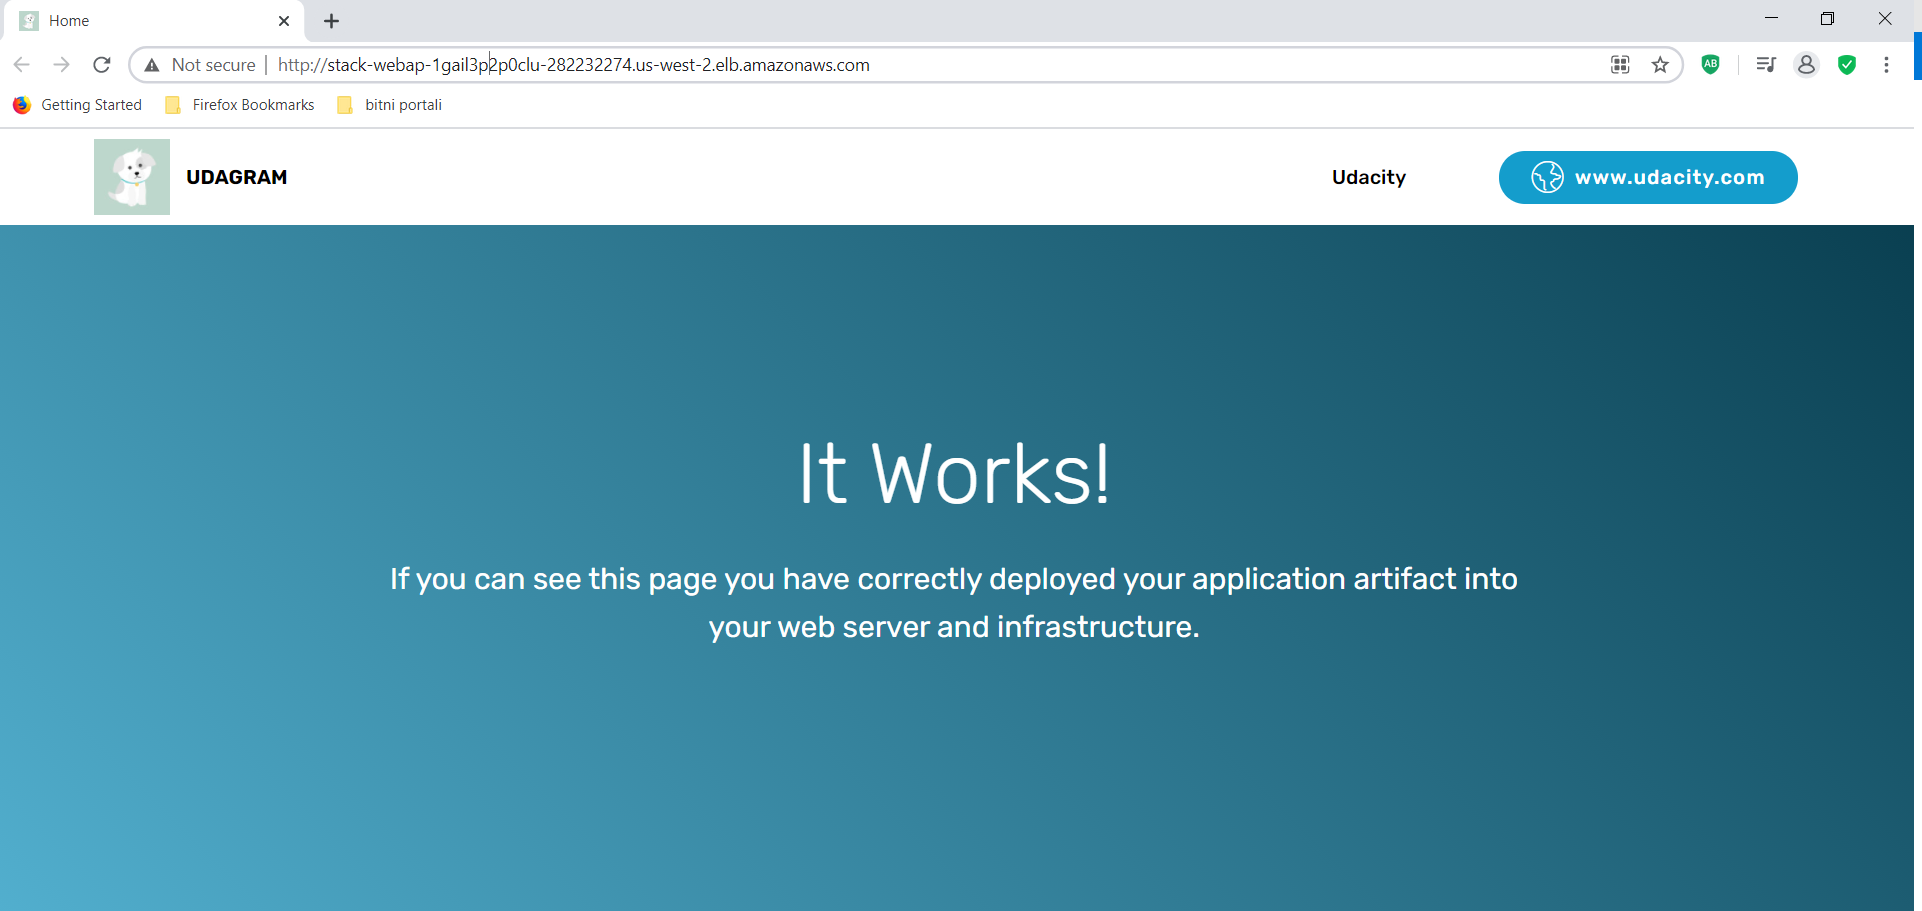 Home
Not secure | http://stack-webap-1gail3p2p0clu-282232274.us-west-2.elb.amazonaws.com
AB
Getting Started Firefox Bookmarks bitni portali
UDAGRAM Udacity www.udacity.com
It Works!
If you can see this page you have correctly deployed your application artifact into
your web server and infrastructure.